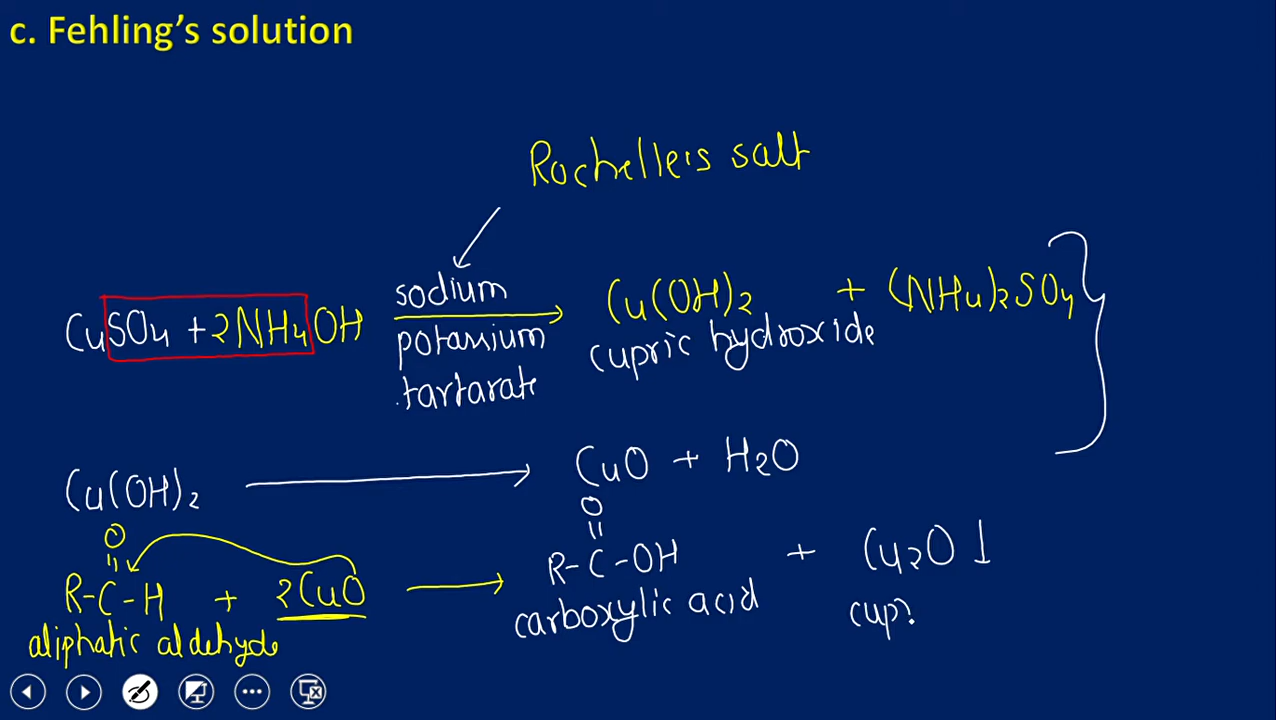 c. Fehling's solution
Rochelle's salt
CuSO4 + 2NH4OH sodium potassium tartarate Cu(OH)2 + (NH4)2SO4
cupric hydroxide
Cu(OH)2 CuO + H2O
O O
R-C-H + 2CuO R-C-OH + Cu2O ↓
aliphatic aldehyde carboxylic acid cup